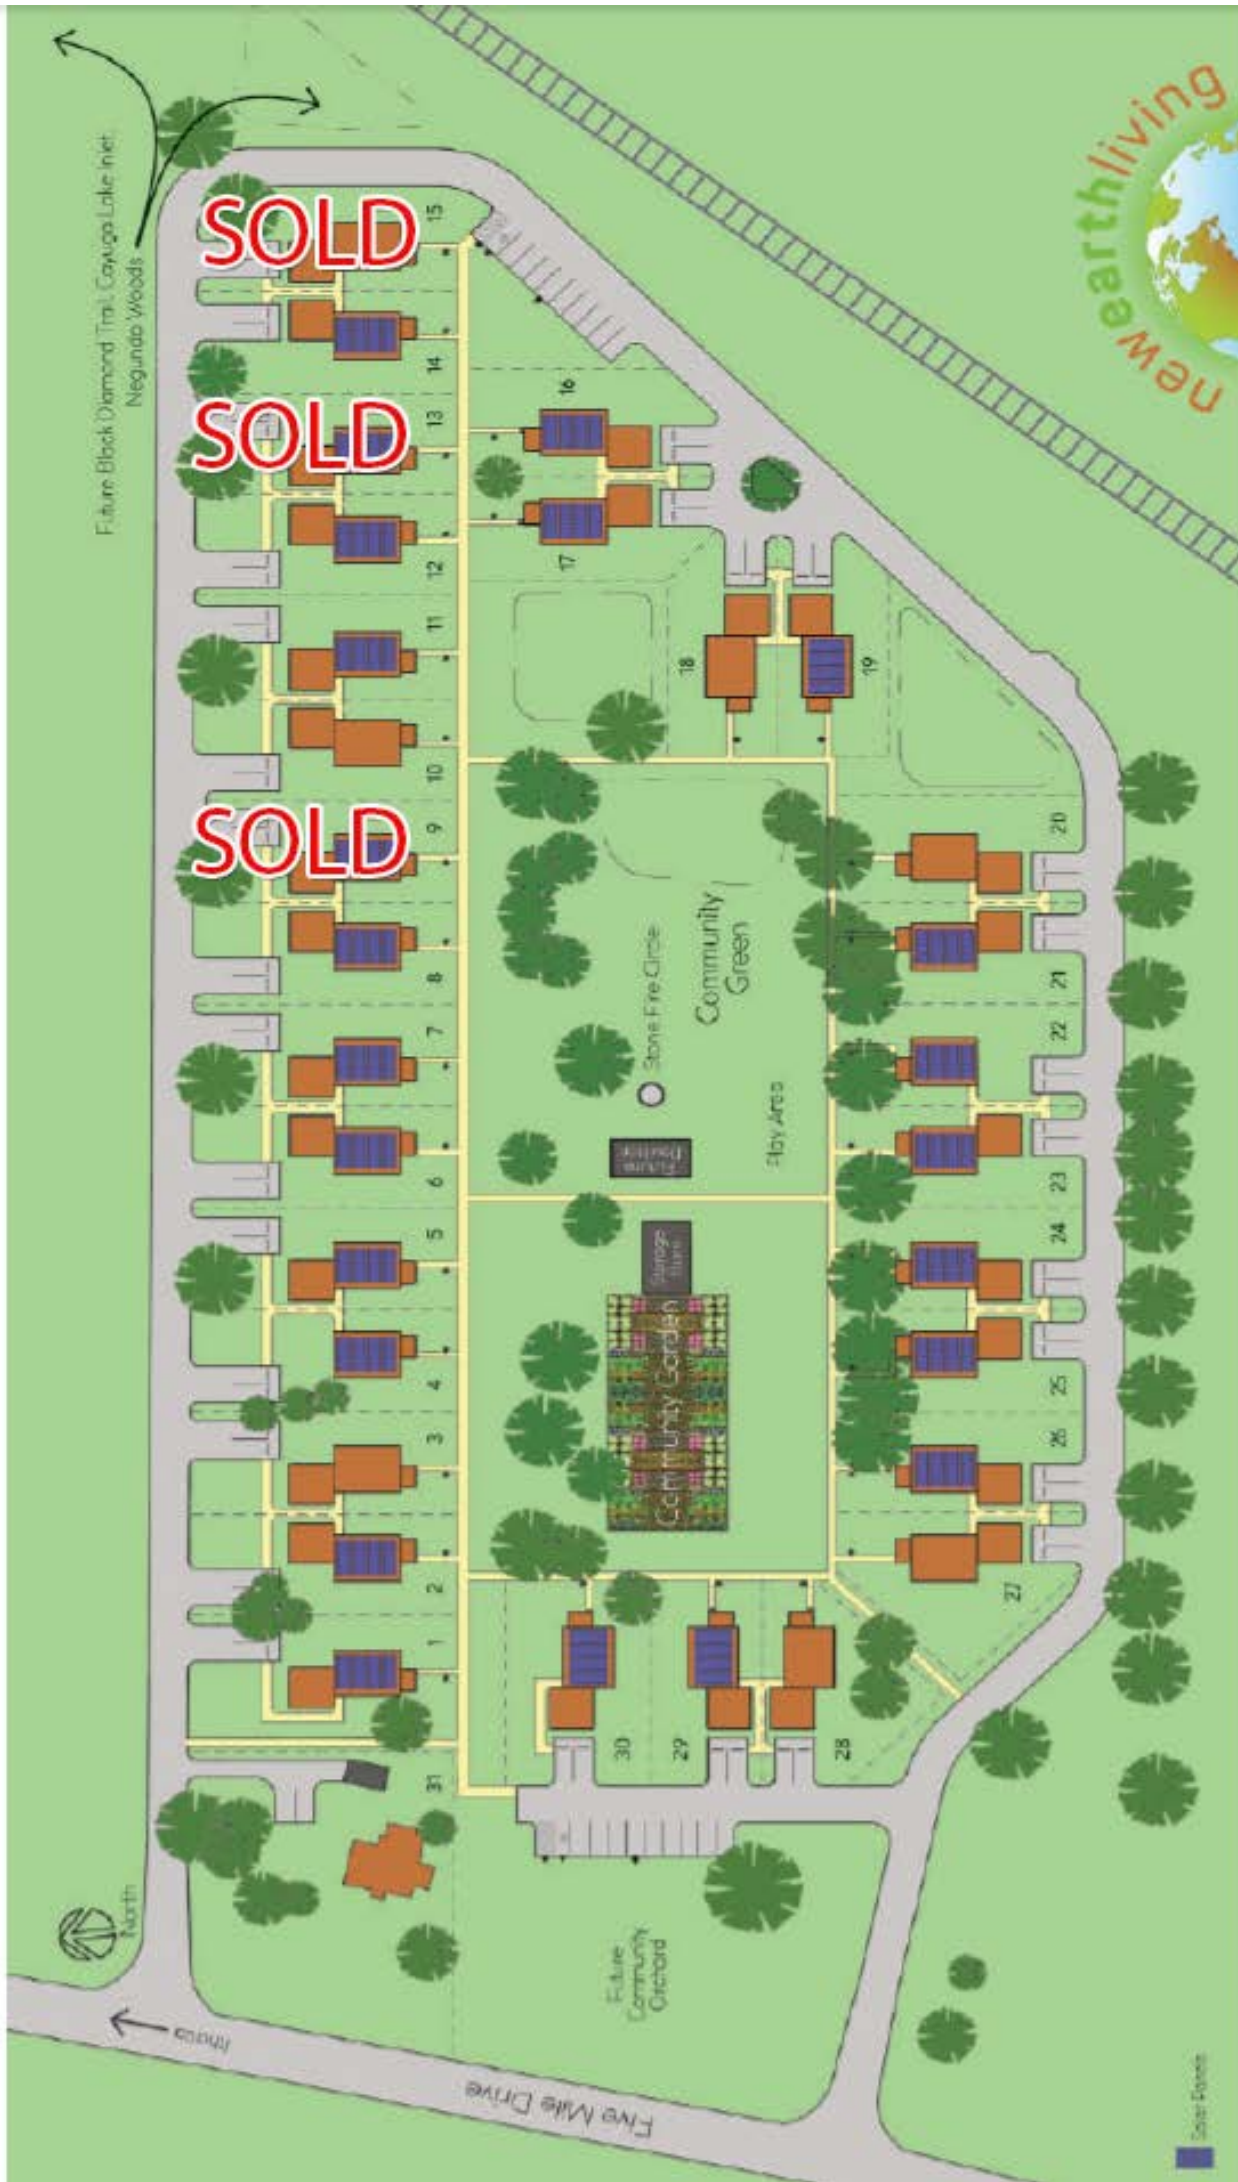 Future Black Diamond Trail, Cayuga Lake Inlet,
Negundo Woods
newearthliving
SOLD
15
14
SOLD
13
12
11
10
SOLD
9
8
7
6
5
4
3
2
1
31
16
17
18
19
20
21
22
23
24
25
26
27
28
29
30
Stone Fire Circle
Community
Green
Play Area
Future
Pavilion
Storage
Barn
Community Garden
Future
Community
Orchard
North
Ithaca
Five Mile Drive
Solar Panels